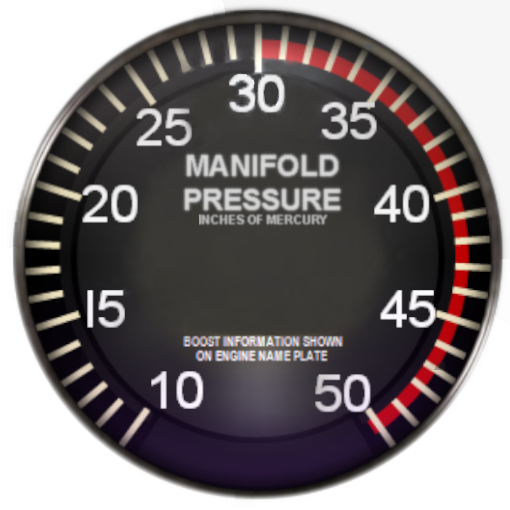 30
25
35
MANIFOLD
PRESSURE
INCHES OF MERCURY
20
40
15
45
BOOST INFORMATION SHOWN
ON ENGINE NAME PLATE
10
50